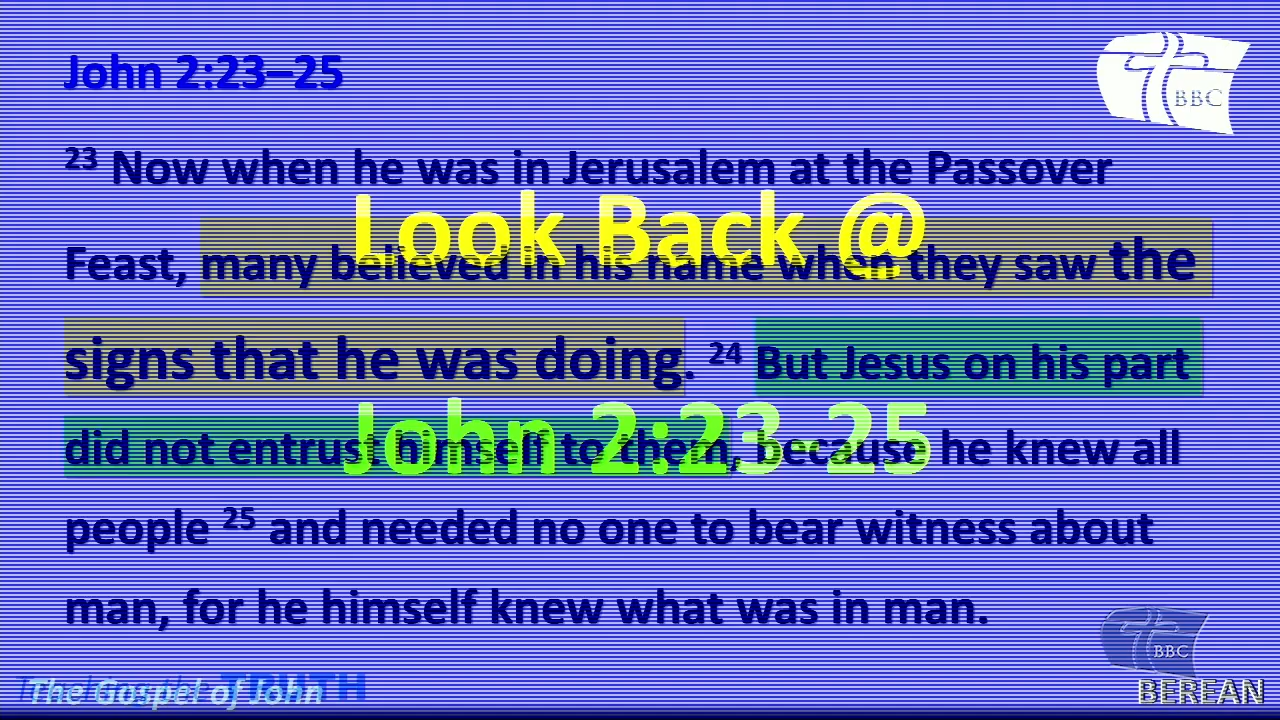 John 2:23–25
BBC
²³ Now when he was in Jerusalem at the Passover
Look Back @
Feast, many believed in his name when they saw the
signs that he was doing. ²⁴ But Jesus on his part
John 2:23-25
did not entrust himself to them, because he knew all
people ²⁵ and needed no one to bear witness about
man, for he himself knew what was in man.
BBC
The Gospel of John
TRUTH
BEREAN